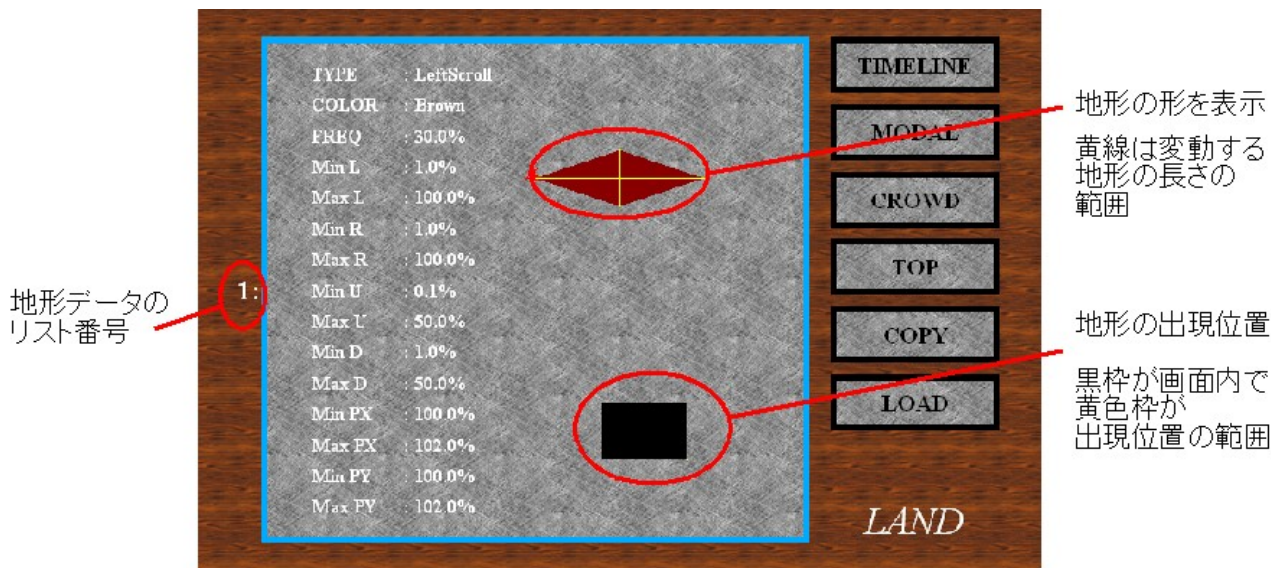 TYPE : LeftScroll
COLOR : Brown
FREQ : 30.0%
Min L : 1.0%
Max L : 100.0%
Min R : 1.0%
Max R : 100.0%
Min U : 0.1%
Max U : 50.0%
Min D : 1.0%
Max D : 50.0%
Min PX : 100.0%
Max PX : 102.0%
Min PY : 100.0%
Max PY : 102.0%
1:
地形データの
リスト番号
TIMELINE
MODAL
CROWD
TOP
COPY
LOAD
LAND
地形の形を表示
黄線は変動する
地形の長さの
範囲
地形の出現位置
黒枠が画面内で
黄色枠が
出現位置の範囲